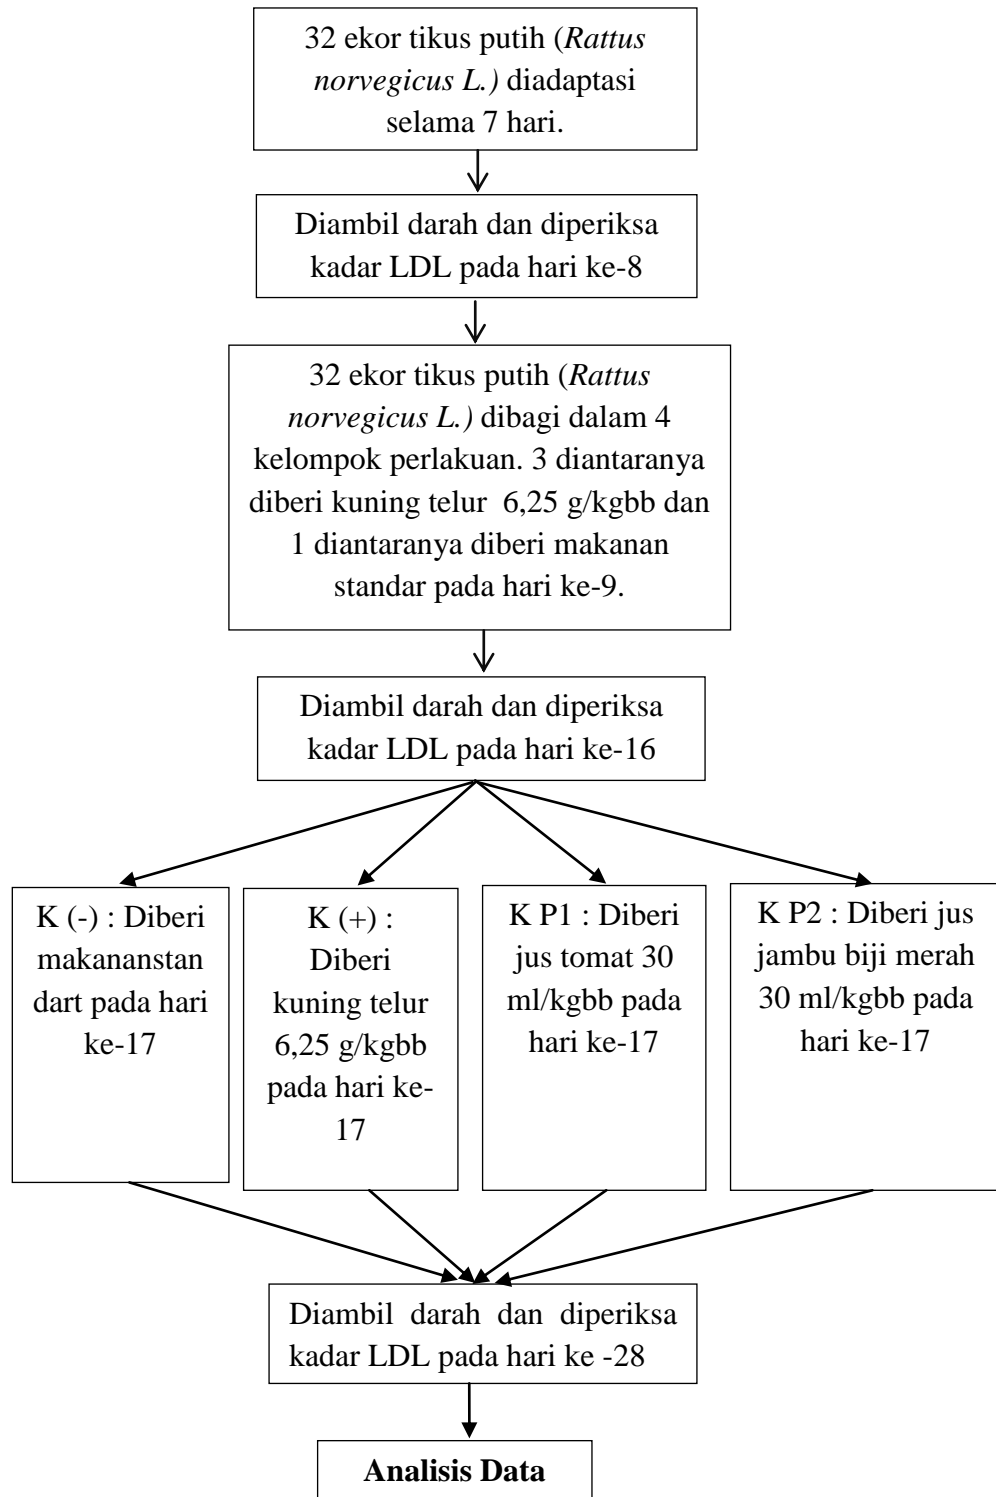 32 ekor tikus putih (Rattus
norvegicus L.) diadaptasi
selama 7 hari.
Diambil darah dan diperiksa
kadar LDL pada hari ke-8
32 ekor tikus putih (Rattus
norvegicus L.) dibagi dalam 4
kelompok perlakuan. 3 diantaranya
diberi kuning telur 6,25 g/kgbb dan
1 diantaranya diberi makanan
standar pada hari ke-9.
Diambil darah dan diperiksa
kadar LDL pada hari ke-16
K (-) : Diberi
makananstan
dart pada hari
ke-17
K (+) :
Diberi
kuning telur
6,25 g/kgbb
pada hari ke-
17
K P1 : Diberi
jus tomat 30
ml/kgbb pada
hari ke-17
K P2 : Diberi jus
jambu biji merah
30 ml/kgbb pada
hari ke-17
Diambil darah dan diperiksa
kadar LDL pada hari ke -28
Analisis Data